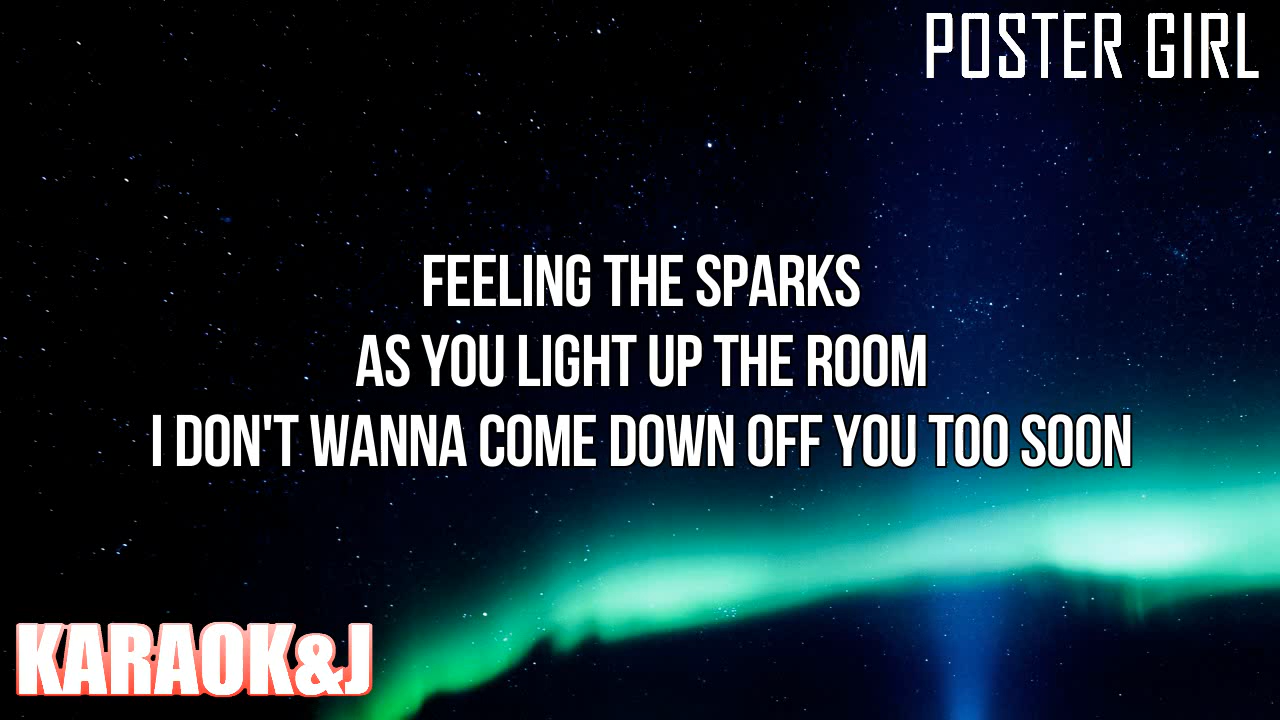 POSTER GIRL
FEELING THE SPARKS
AS YOU LIGHT UP THE ROOM
I DON'T WANNA COME DOWN OFF YOU TOO SOON
KARAOK&J